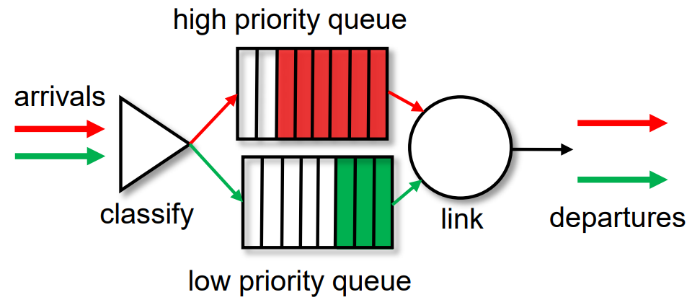 high priority queue
arrivals
classify
link
departures
low priority queue